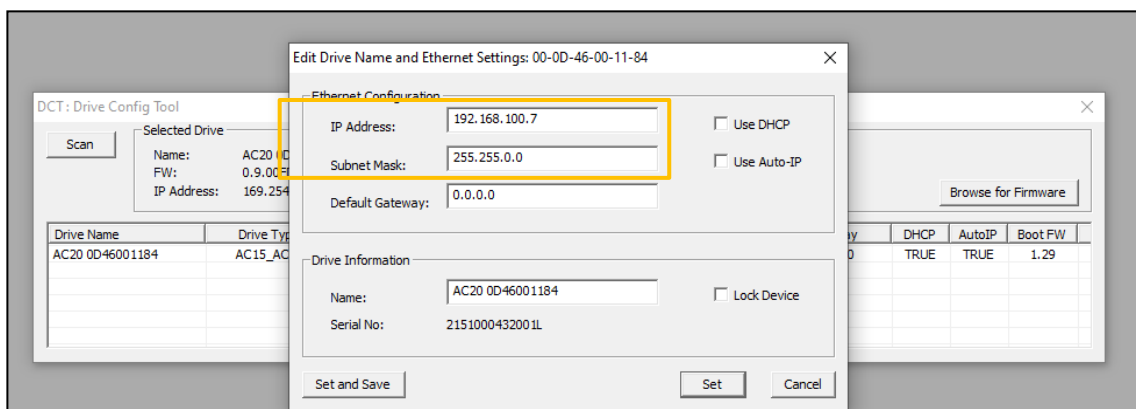 Edit Drive Name and Ethernet Settings: 00-0D-46-00-11-84
Ethernet Configuration
IP Address: 192.168.100.7
Use DHCP
Subnet Mask: 255.255.0.0
Use Auto-IP
Default Gateway: 0.0.0.0
Drive Information
Name: AC20 0D46001184
Lock Device
Serial No: 2151000432001L
Set and Save
Set
Cancel
DCT : Drive Config Tool
Scan
Selected Drive
Name: AC20
FW:
IP Address: 169.254
Browse for Firmware
Drive Name Drive DHCP AutoIP Boot FW
AC20 0D46001184 TRUE TRUE 1.29